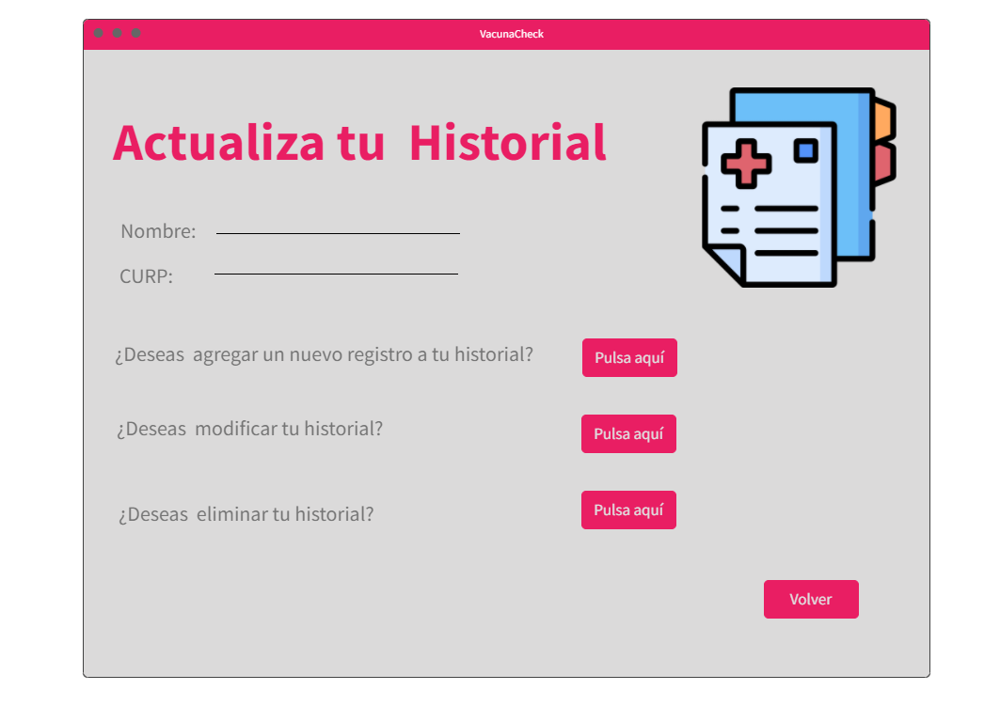 VacunaCheck
Actualiza tu Historial
Nombre:
CURP:
¿Deseas agregar un nuevo registro a tu historial?
Pulsa aquí
¿Deseas modificar tu historial?
Pulsa aquí
¿Deseas eliminar tu historial?
Pulsa aquí
Volver